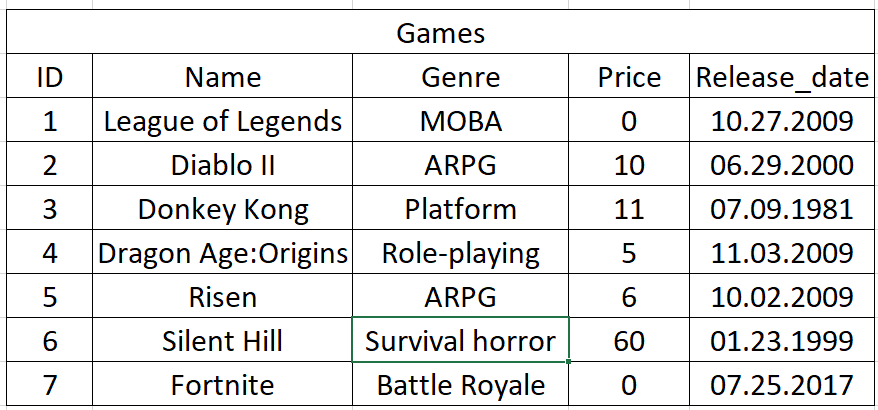 Games
ID Name Genre Price Release_date
1 League of Legends MOBA 0 10.27.2009
2 Diablo II ARPG 10 06.29.2000
3 Donkey Kong Platform 11 07.09.1981
4 Dragon Age:Origins Role-playing 5 11.03.2009
5 Risen ARPG 6 10.02.2009
6 Silent Hill Survival horror 60 01.23.1999
7 Fortnite Battle Royale 0 07.25.2017